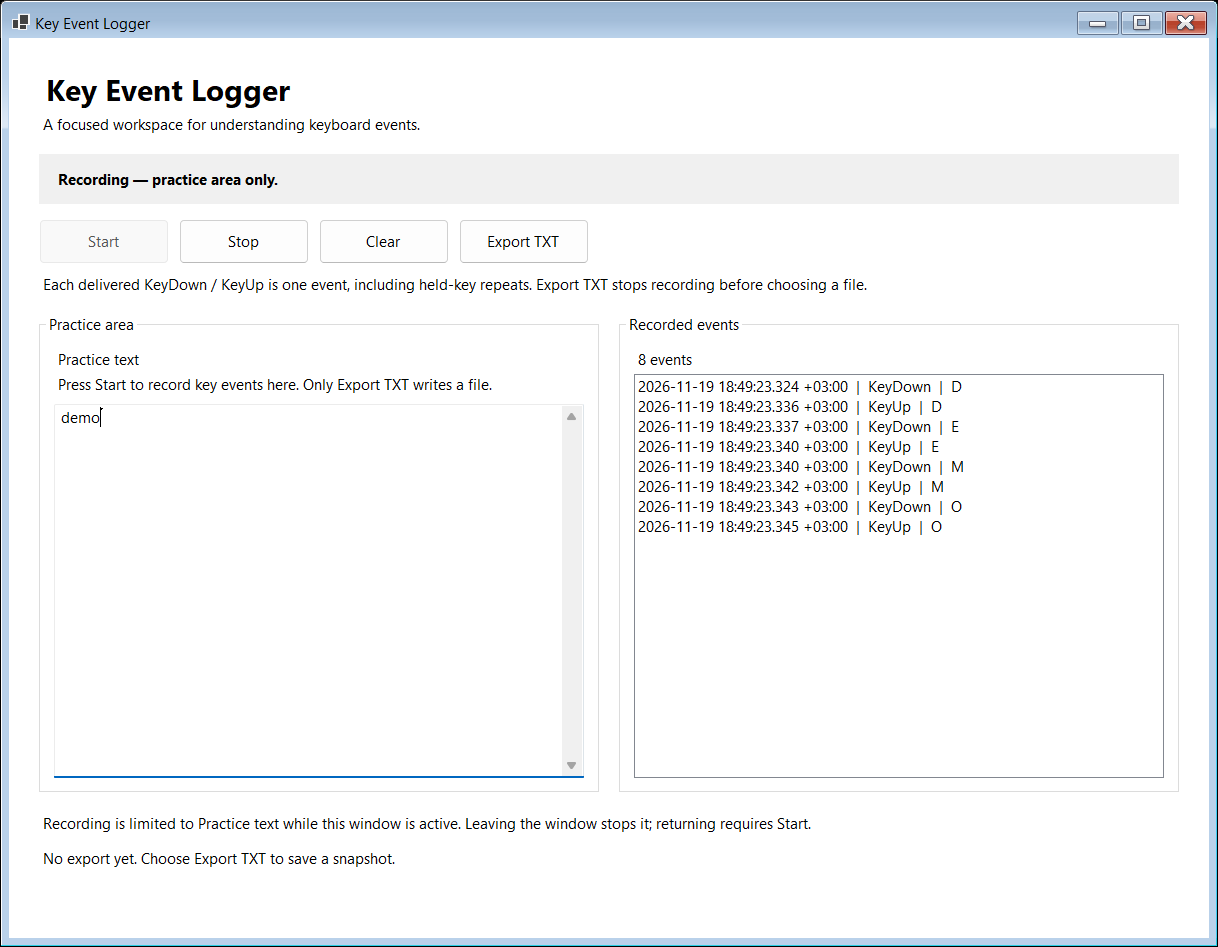 Key Event Logger
Key Event Logger
A focused workspace for understanding keyboard events.
Recording — practice area only.
Start
Stop
Clear
Export TXT
Each delivered KeyDown / KeyUp is one event, including held-key repeats. Export TXT stops recording before choosing a file.
Practice area
Practice text
Press Start to record key events here. Only Export TXT writes a file.
demo
Recorded events
8 events
2026-11-19 18:49:23.324 +03:00 | KeyDown | D
2026-11-19 18:49:23.336 +03:00 | KeyUp | D
2026-11-19 18:49:23.337 +03:00 | KeyDown | E
2026-11-19 18:49:23.340 +03:00 | KeyUp | E
2026-11-19 18:49:23.340 +03:00 | KeyDown | M
2026-11-19 18:49:23.342 +03:00 | KeyUp | M
2026-11-19 18:49:23.343 +03:00 | KeyDown | O
2026-11-19 18:49:23.345 +03:00 | KeyUp | O
Recording is limited to Practice text while this window is active. Leaving the window stops it; returning requires Start.
No export yet. Choose Export TXT to save a snapshot.